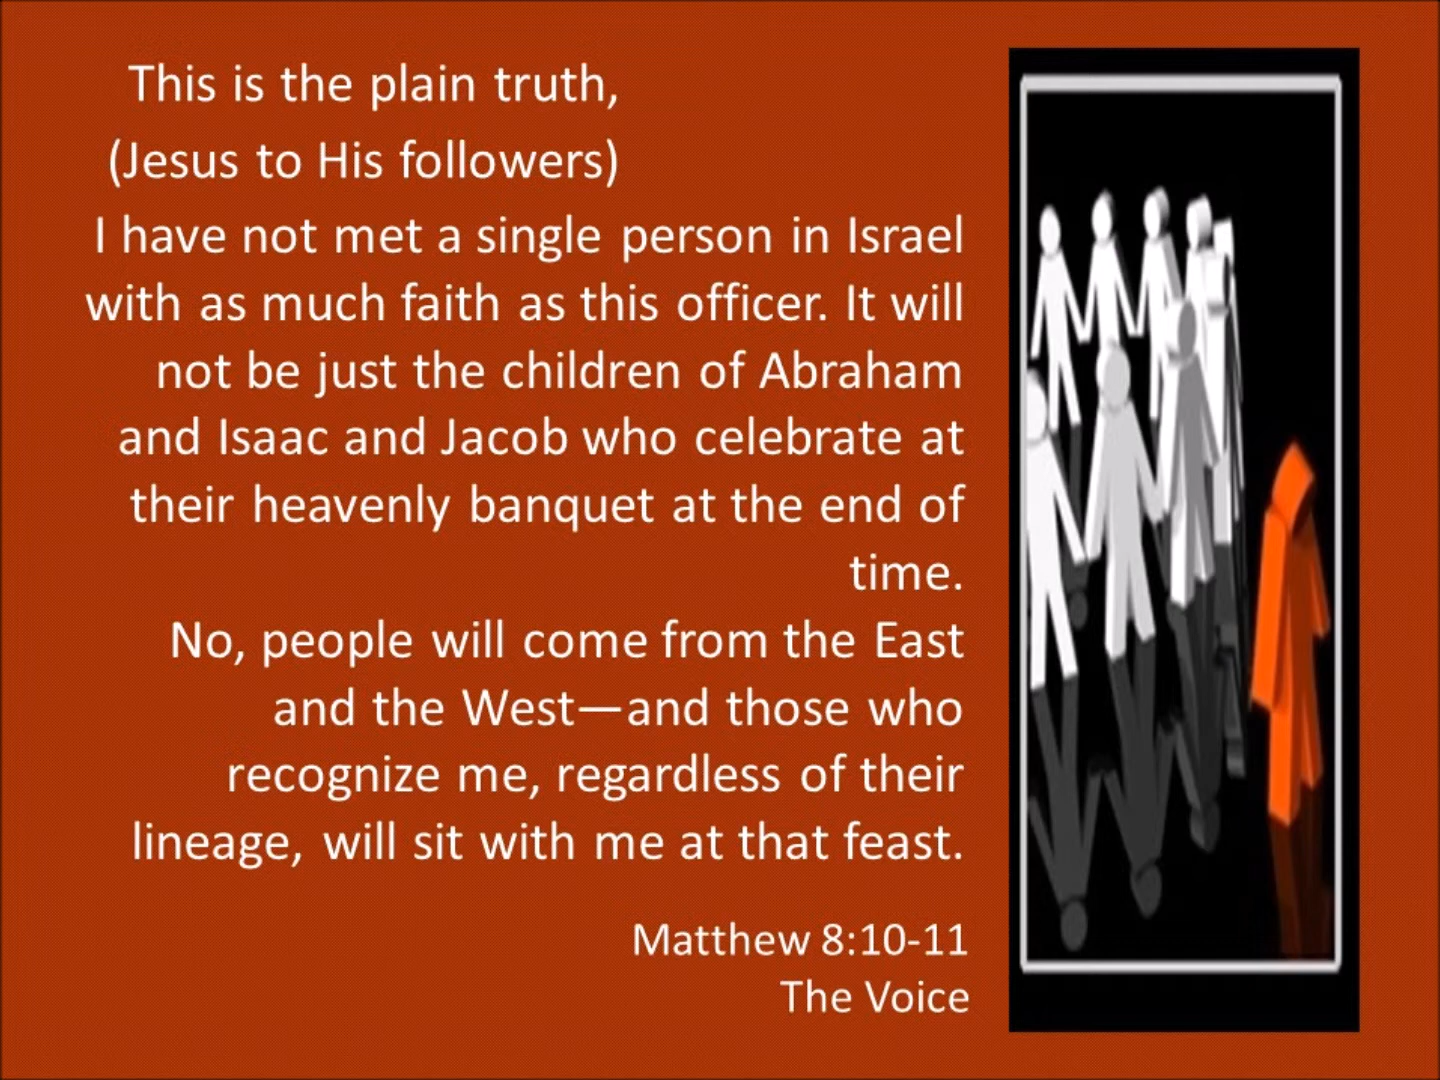 This is the plain truth,
(Jesus to His followers)
I have not met a single person in Israel
with as much faith as this officer. It will
not be just the children of Abraham
and Isaac and Jacob who celebrate at
their heavenly banquet at the end of
time.
No, people will come from the East
and the West—and those who
recognize me, regardless of their
lineage, will sit with me at that feast.
Matthew 8:10-11
The Voice